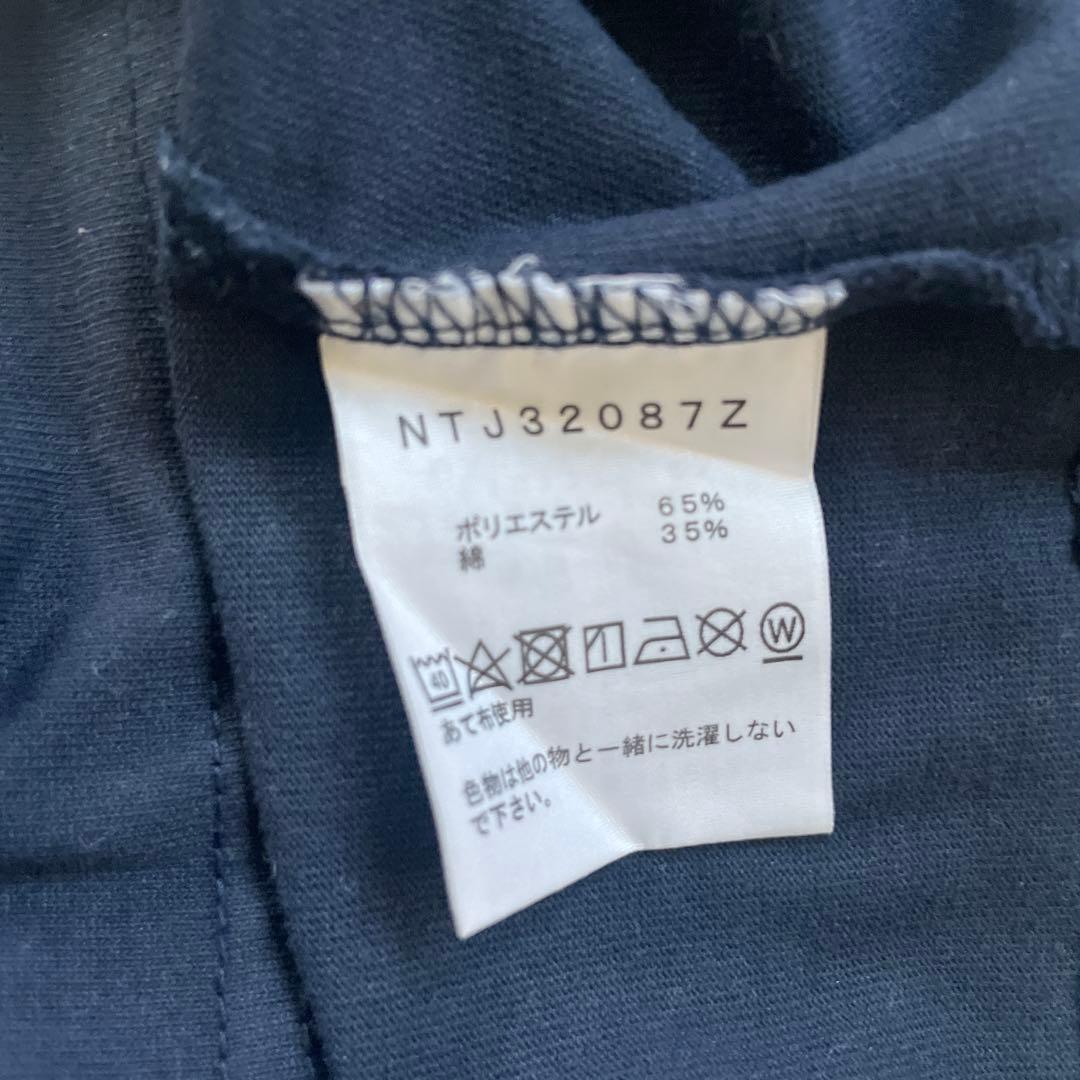 NTJ32087Z
ポリエステル 65%
綿 35%
40 W
あて布使用
色物は他の物と一緒に洗濯しない
で下さい。